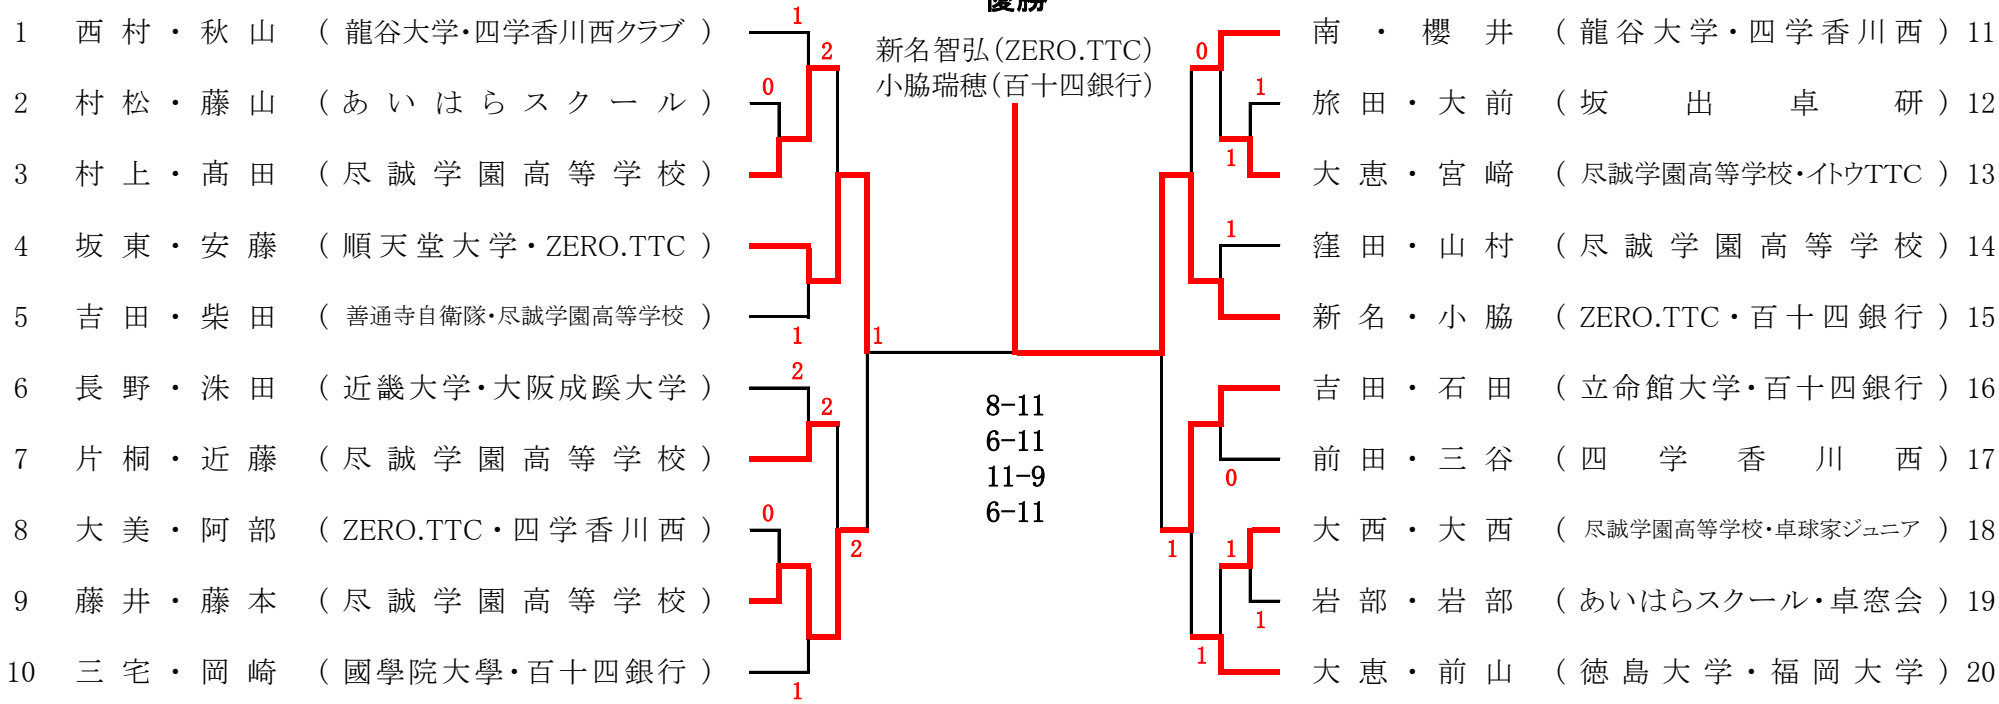 優勝
新名智弘(ZERO.TTC)
小脇瑞穂(百十四銀行)
1 西村・秋山 (龍谷大学・四学香川西クラブ) 1
2
2 村松・藤山 (あいはらスクール) 0
3 村上・髙田 (尽誠学園高等学校)
4 坂東・安藤 (順天堂大学・ZERO.TTC)
5 吉田・柴田 (善通寺自衛隊・尽誠学園高等学校) 1
1
6 長野・洙田 (近畿大学・大阪成蹊大学) 2
2
7 片桐・近藤 (尽誠学園高等学校)
8 大美・阿部 (ZERO.TTC・四学香川西) 0
2
9 藤井・藤本 (尽誠学園高等学校)
10 三宅・岡崎 (國學院大學・百十四銀行) 1
8-11
6-11
11-9
6-11
南・櫻井 (龍谷大学・四学香川西) 11
0
1 旅田・大前 (坂出卓研) 12
1
大恵・宮﨑 (尽誠学園高等学校・イトウTTC) 13
1 窪田・山村 (尽誠学園高等学校) 14
新名・小脇 (ZERO.TTC・百十四銀行) 15
吉田・石田 (立命館大学・百十四銀行) 16
前田・三谷 (四学香川西) 17
0
大西・大西 (尽誠学園高等学校・卓球家ジュニア) 18
1 1
岩部・岩部 (あいはらスクール・卓窓会) 19
1
1
大恵・前山 (徳島大学・福岡大学) 20